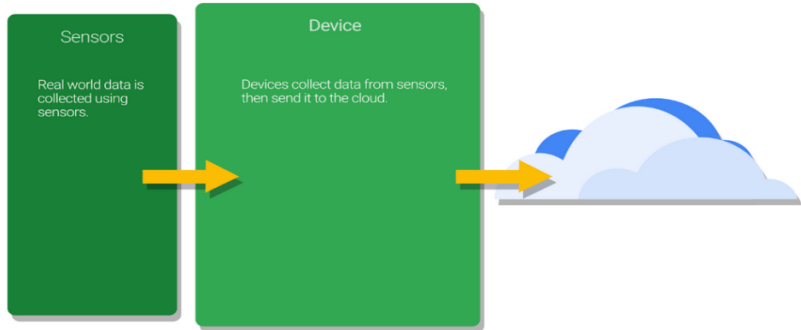 Sensors
Real world data is
collected using
sensors.
Device
Devices collect data from sensors,
then send it to the cloud.